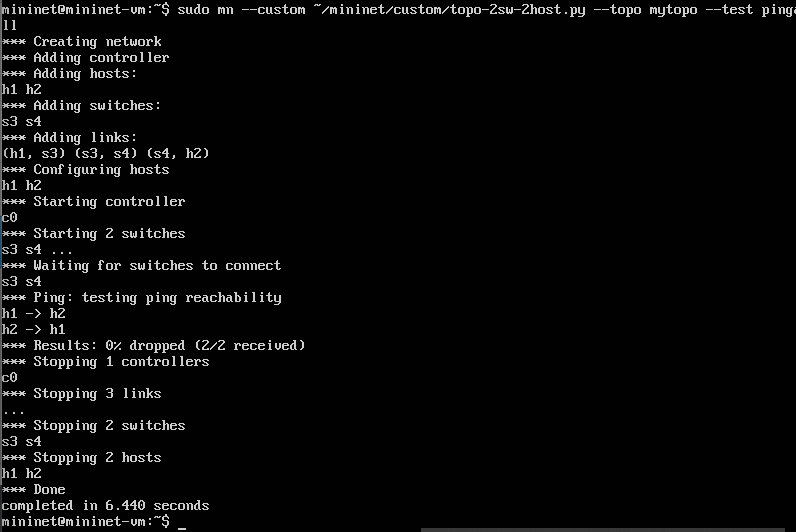 mininet@mininet-vm:~$ sudo mn --custom ~/mininet/custom/topo-2sw-2host.py --topo mytopo --test pinga
ll
*** Creating network
*** Adding controller
*** Adding hosts:
h1 h2
*** Adding switches:
s3 s4
*** Adding links:
(h1, s3) (s3, s4) (s4, h2)
*** Configuring hosts
h1 h2
*** Starting controller
c0
*** Starting 2 switches
s3 s4 ...
*** Waiting for switches to connect
s3 s4
*** Ping: testing ping reachability
h1 -> h2
h2 -> h1
*** Results: 0% dropped (2/2 received)
*** Stopping 1 controllers
c0
*** Stopping 3 links
...
*** Stopping 2 switches
s3 s4
*** Stopping 2 hosts
h1 h2
*** Done
completed in 6.440 seconds
mininet@mininet-vm:~$ _